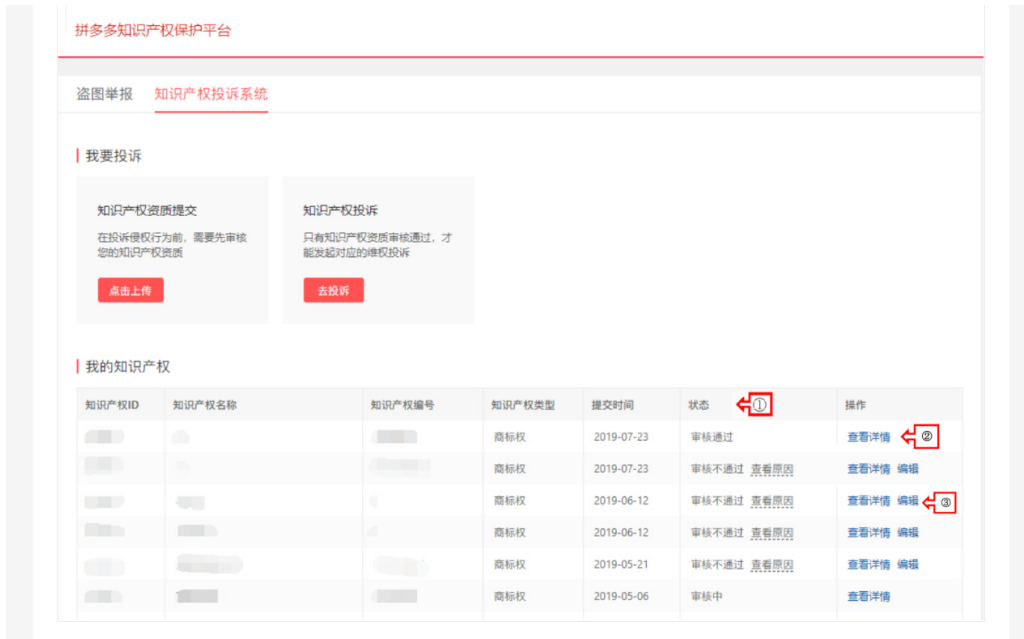 拼多多知识产权保护平台
盗图举报 知识产权投诉系统
我要投诉
知识产权资质提交
在投诉侵权行为前，需要先审核
您的知识产权资质
点击上传
知识产权投诉
只有知识产权资质审核通过，才
能发起对应的维权投诉
去投诉
我的知识产权
知识产权ID 知识产权名称 知识产权编号 知识产权类型 提交时间 状态 ① 操作
商标权 2019-07-23 审核通过 查看详情 ②
商标权 2019-07-23 审核不通过 查看原因 查看详情 编辑
商标权 2019-06-12 审核不通过 查看原因 查看详情 编辑 ③
商标权 2019-06-12 审核不通过 查看原因 查看详情 编辑
商标权 2019-05-21 审核不通过 查看原因 查看详情 编辑
商标权 2019-05-06 审核中 查看详情